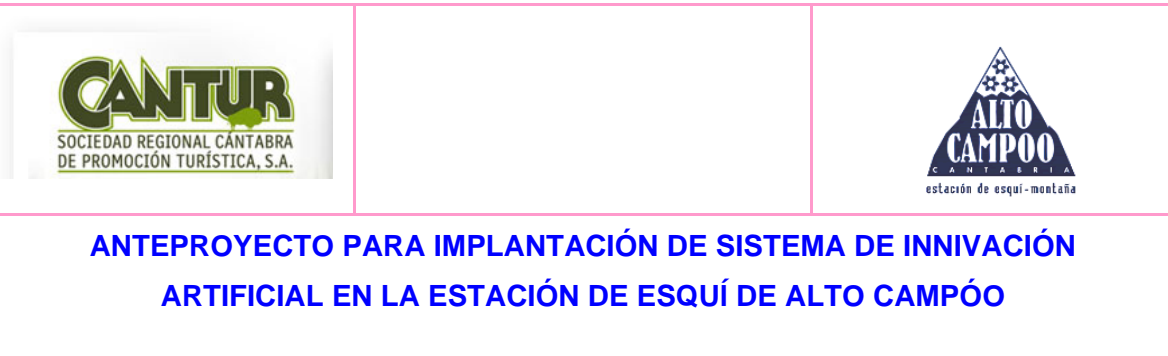 CANTUR
SOCIEDAD REGIONAL CÁNTABRA
DE PROMOCIÓN TURÍSTICA, S.A.
ALTO
CAMPOO
CANTABRIA
estación de esquí-montaña
ANTEPROYECTO PARA IMPLANTACIÓN DE SISTEMA DE INNIVACIÓN
ARTIFICIAL EN LA ESTACIÓN DE ESQUÍ DE ALTO CAMPÓO